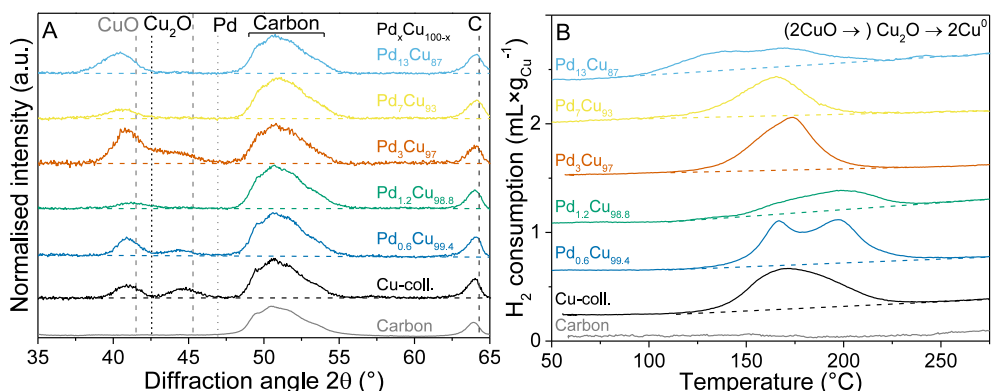 A
CuO
Cu₂O
Pd
Carbon
PdₓCu₁₀₀₋ₓ
C
Pd₁₃Cu₈₇
Pd₇Cu₉₃
Pd₃Cu₉₇
Pd₁.₂Cu₉₈.₈
Pd₀.₆Cu₉₉.₄
Cu-coll.
Carbon
Normalised intensity (a.u.)
35 40 45 50 55 60 65
Diffraction angle 2θ (°)
B
(2CuO → ) Cu₂O → 2Cu⁰
Pd₁₃Cu₈₇
Pd₇Cu₉₃
Pd₃Cu₉₇
Pd₁.₂Cu₉₈.₈
Pd₀.₆Cu₉₉.₄
Cu-coll.
Carbon
H₂ consumption (mL×g_Cu⁻¹)
2
1
0
50 100 150 200 250
Temperature (°C)